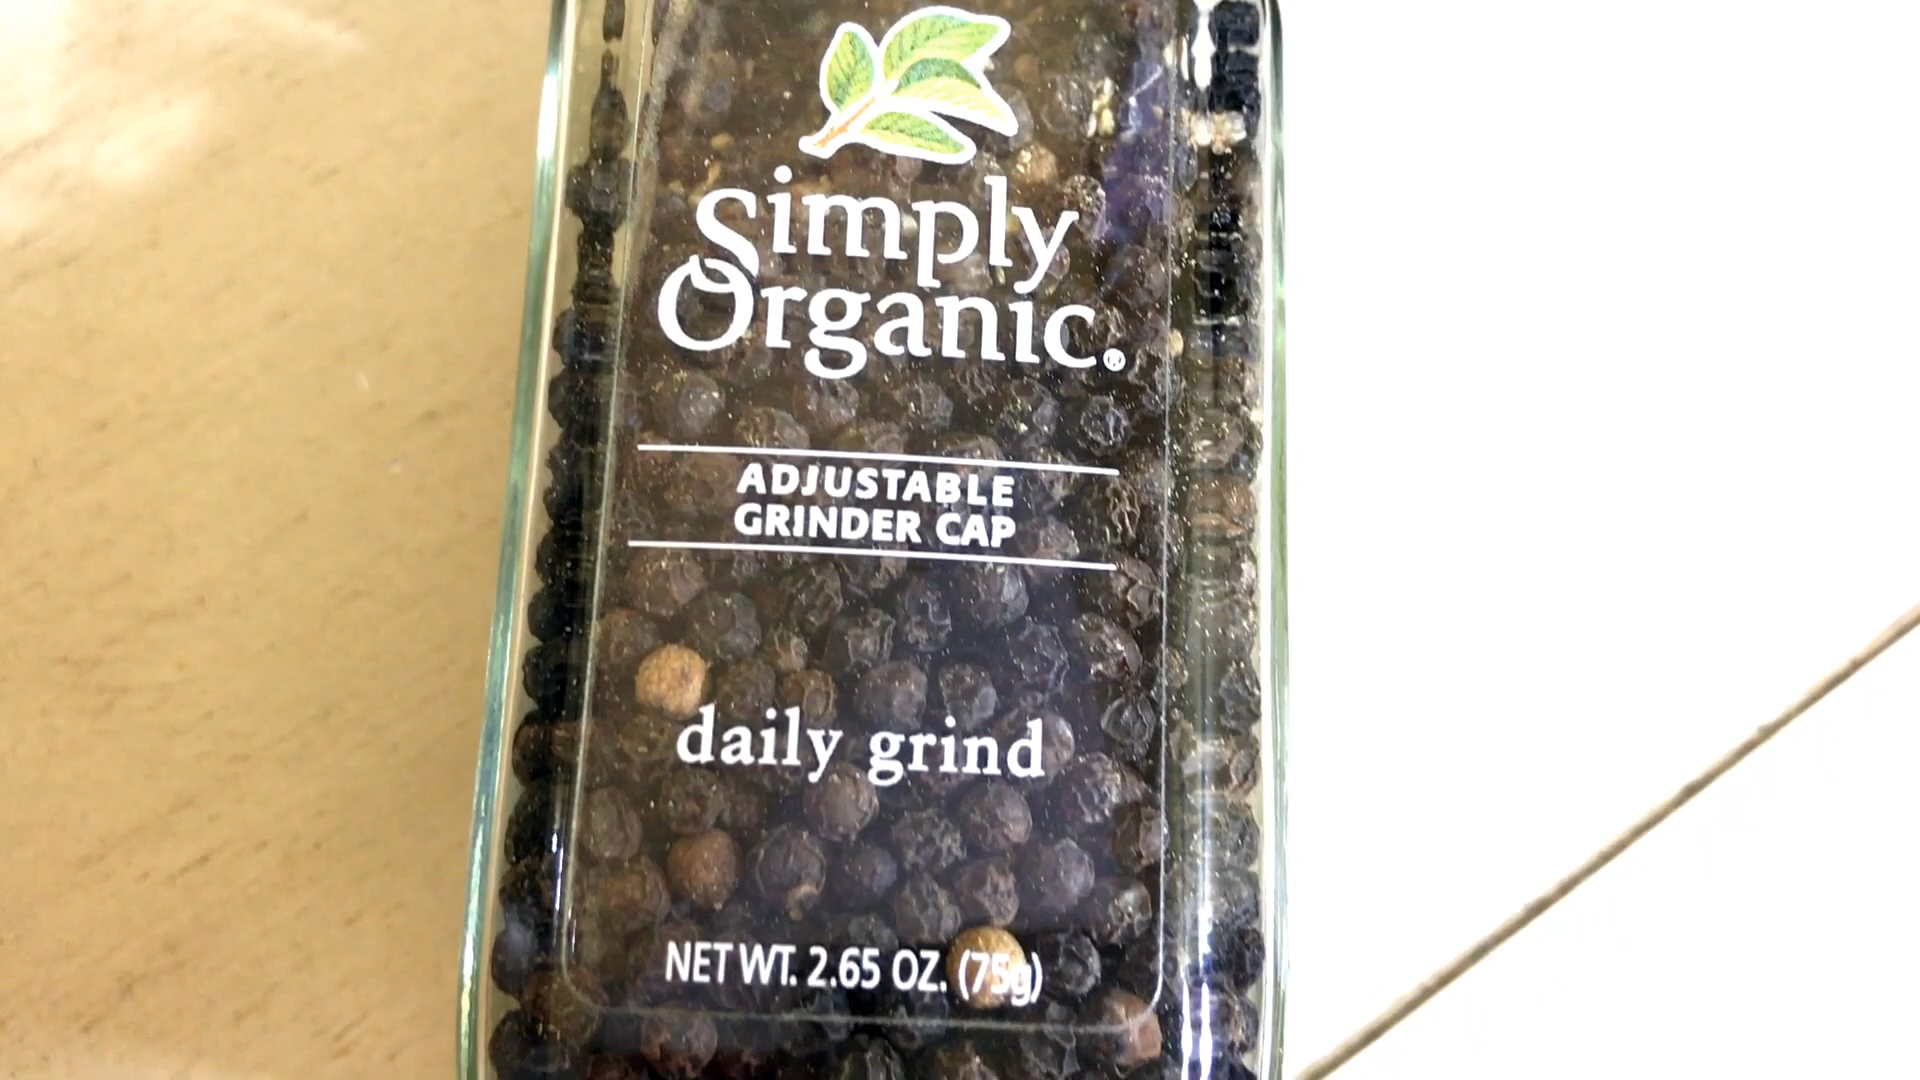 Simply
Organic®
ADJUSTABLE
GRINDER CAP
daily grind
NET WT. 2.65 OZ. (75g)